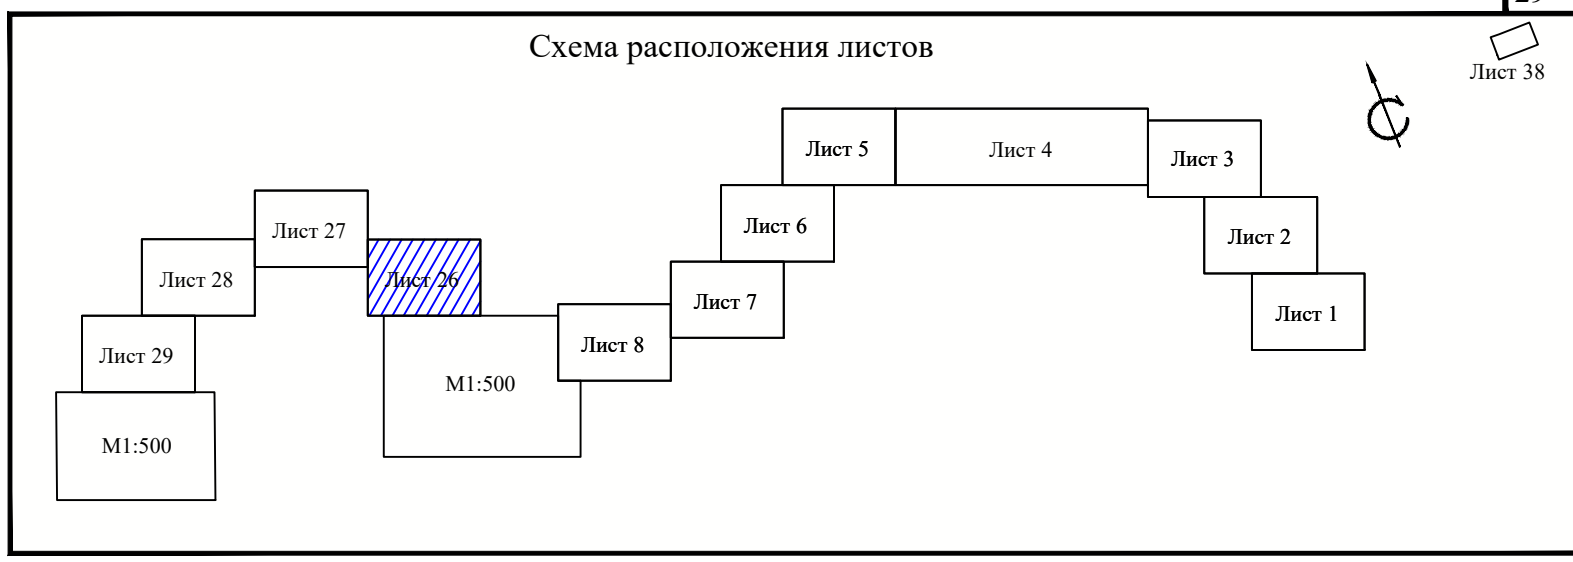 Схема расположения листов
Лист 38
Лист 5
Лист 4
Лист 3
Лист 27
Лист 6
Лист 2
Лист 28
Лист 26
Лист 7
Лист 1
Лист 29
Лист 8
М1:500
М1:500